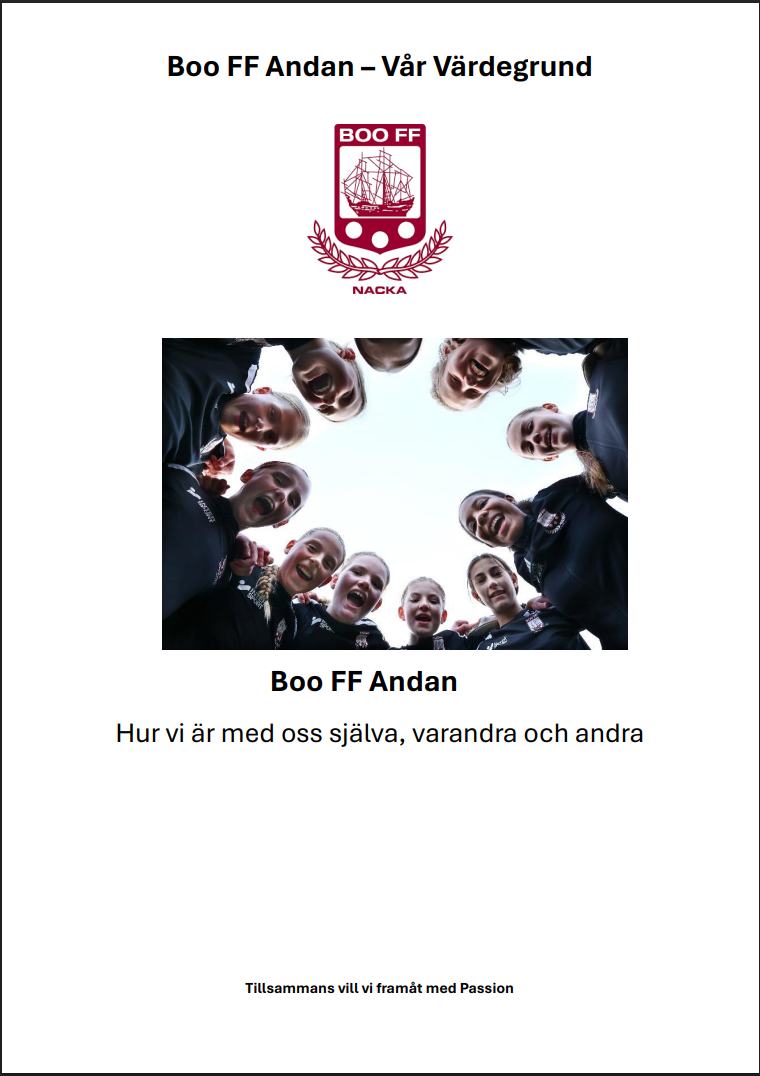 Boo FF Andan – Vår Värdegrund
BOO FF
NACKA
Boo FF Andan
Hur vi är med oss själva, varandra och andra
Tillsammans vill vi framåt med Passion